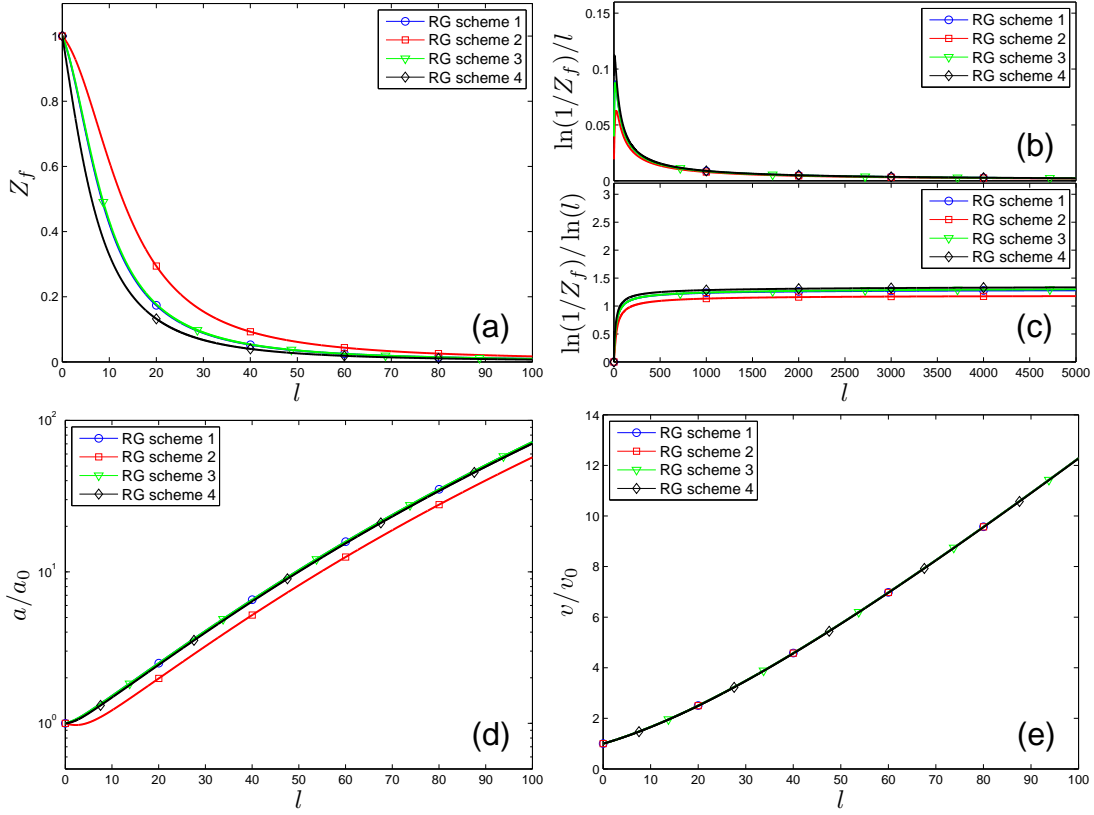 1
0.8
0.6
0.4
0.2
0
Z_f
0 10 20 30 40 50 60 70 80 90 100
l
RG scheme 1
RG scheme 2
RG scheme 3
RG scheme 4
(a)
0.15
0.1
0.05
0
ln(1/Z_f)/l
RG scheme 1
RG scheme 2
RG scheme 3
RG scheme 4
(b)
3
2.5
2
1.5
1
0.5
0
ln(1/Z_f)/ln(l)
0 500 1000 1500 2000 2500 3000 3500 4000 4500 5000
l
RG scheme 1
RG scheme 2
RG scheme 3
RG scheme 4
(c)
10^2
10^1
10^0
a/a_0
0 10 20 30 40 50 60 70 80 90 100
l
RG scheme 1
RG scheme 2
RG scheme 3
RG scheme 4
(d)
14
12
10
8
6
4
2
0
v/v_0
0 10 20 30 40 50 60 70 80 90 100
l
RG scheme 1
RG scheme 2
RG scheme 3
RG scheme 4
(e)